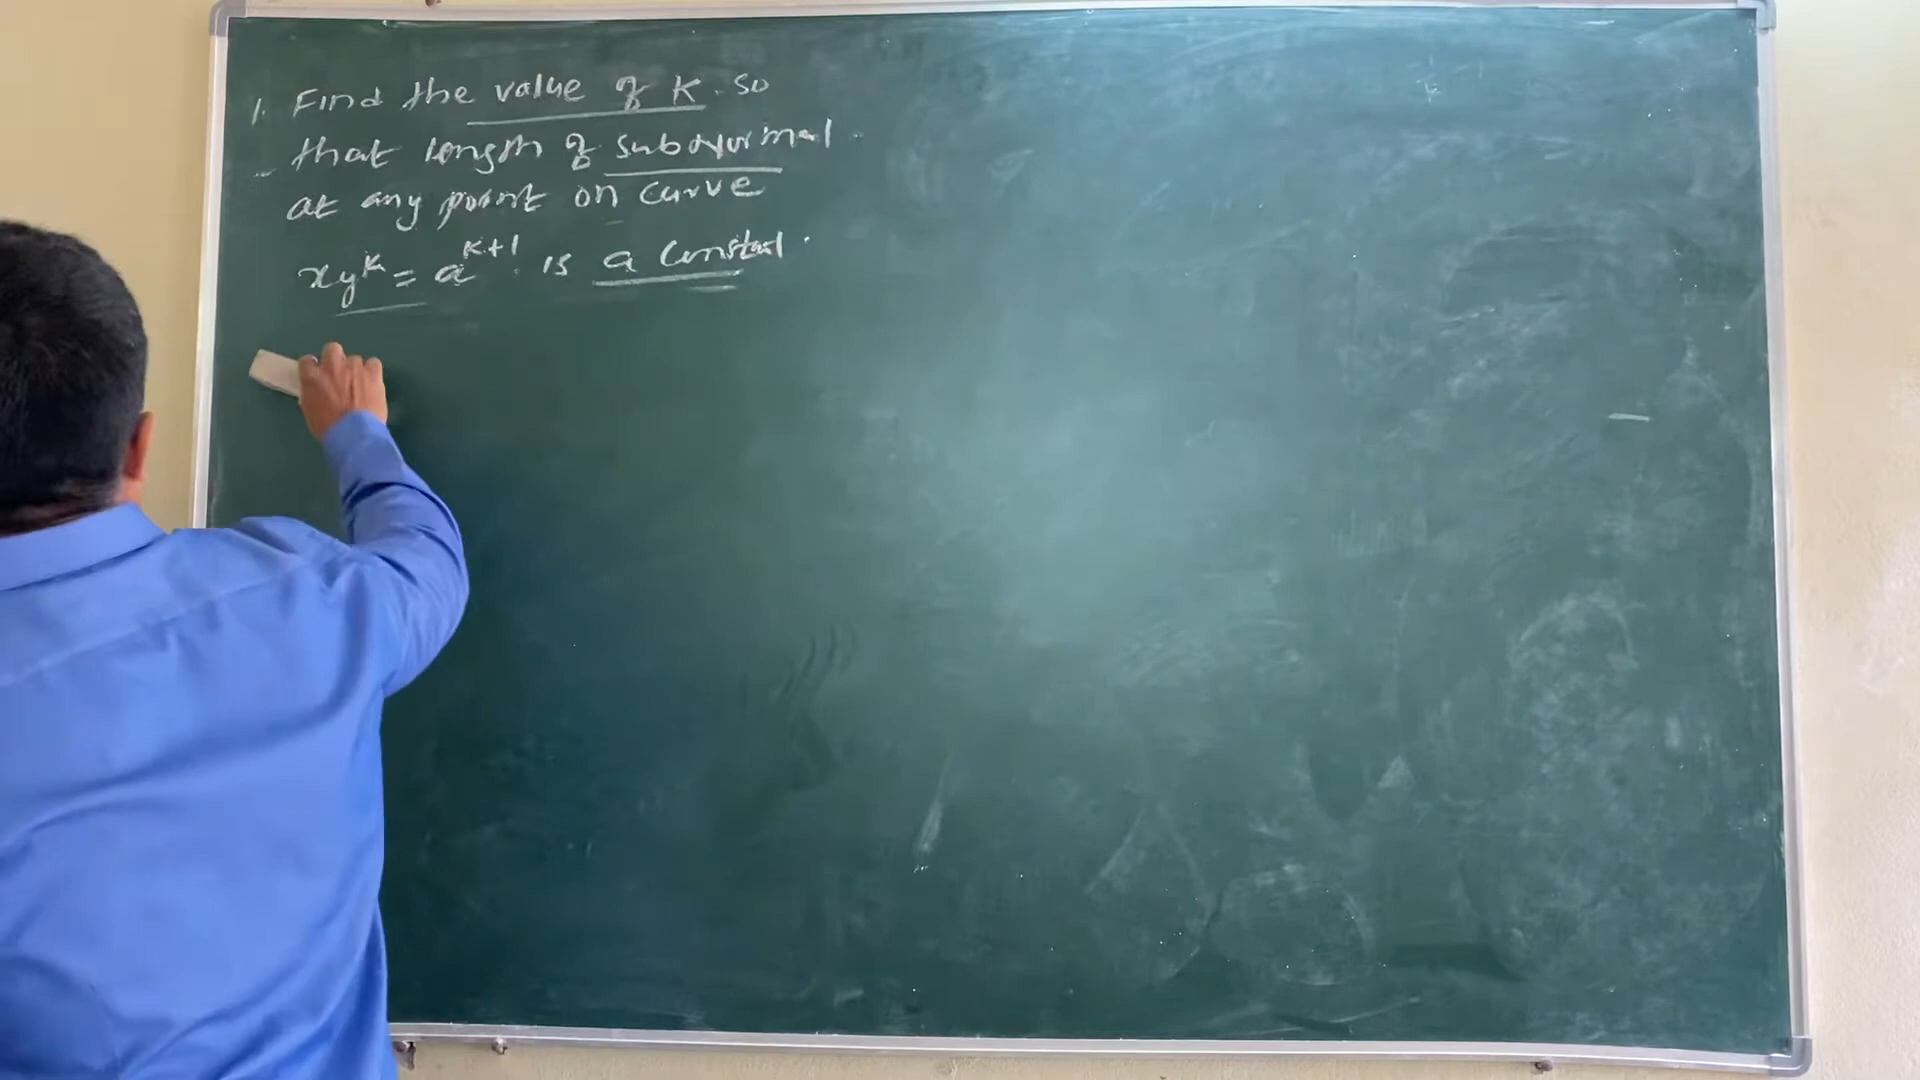 1. Find the value of K. so
that length of subnormal
at any point on curve
xy^k = a^{k+1} is a constant.